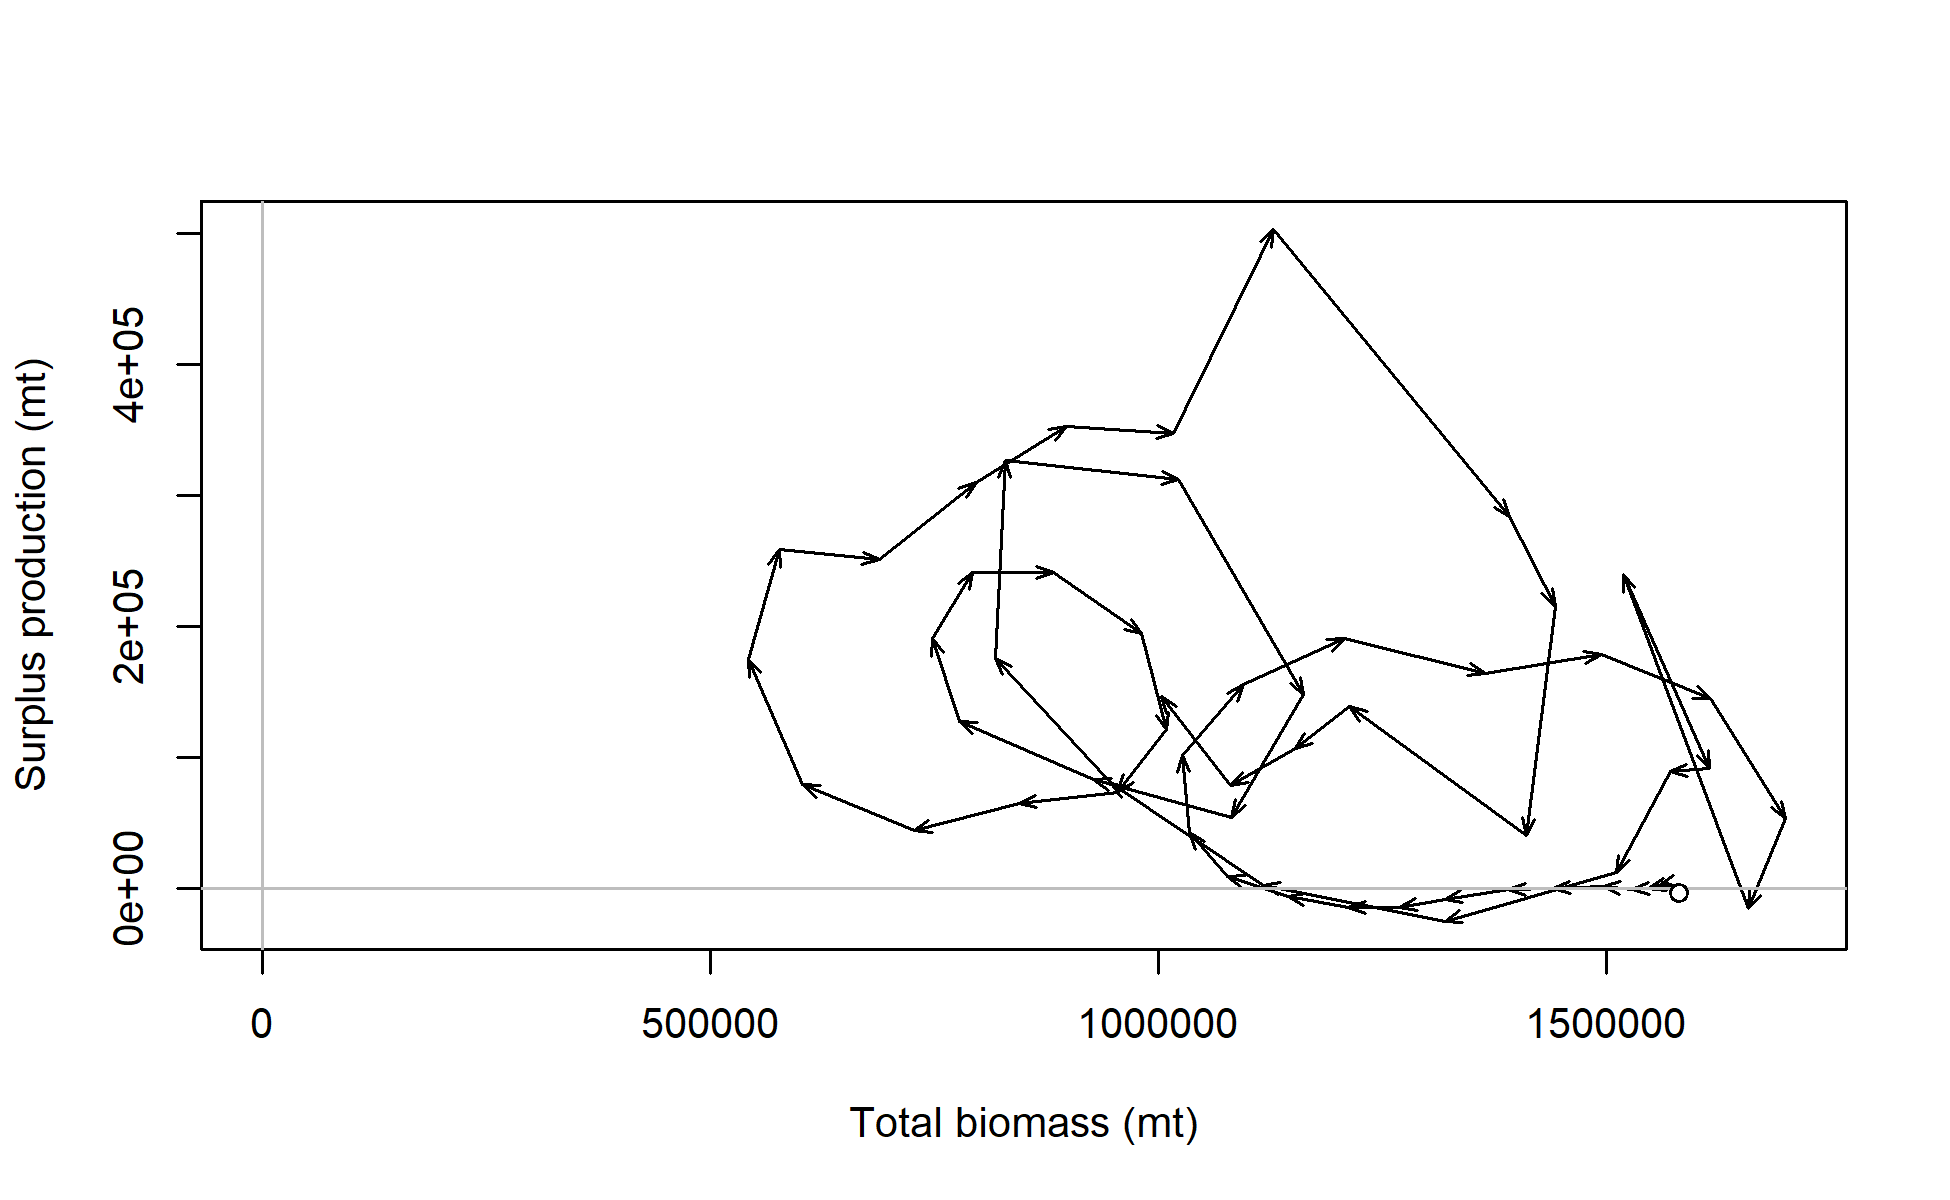 Surplus production (mt)
4e+05
2e+05
0e+00
0 500000 1000000 1500000
Total biomass (mt)